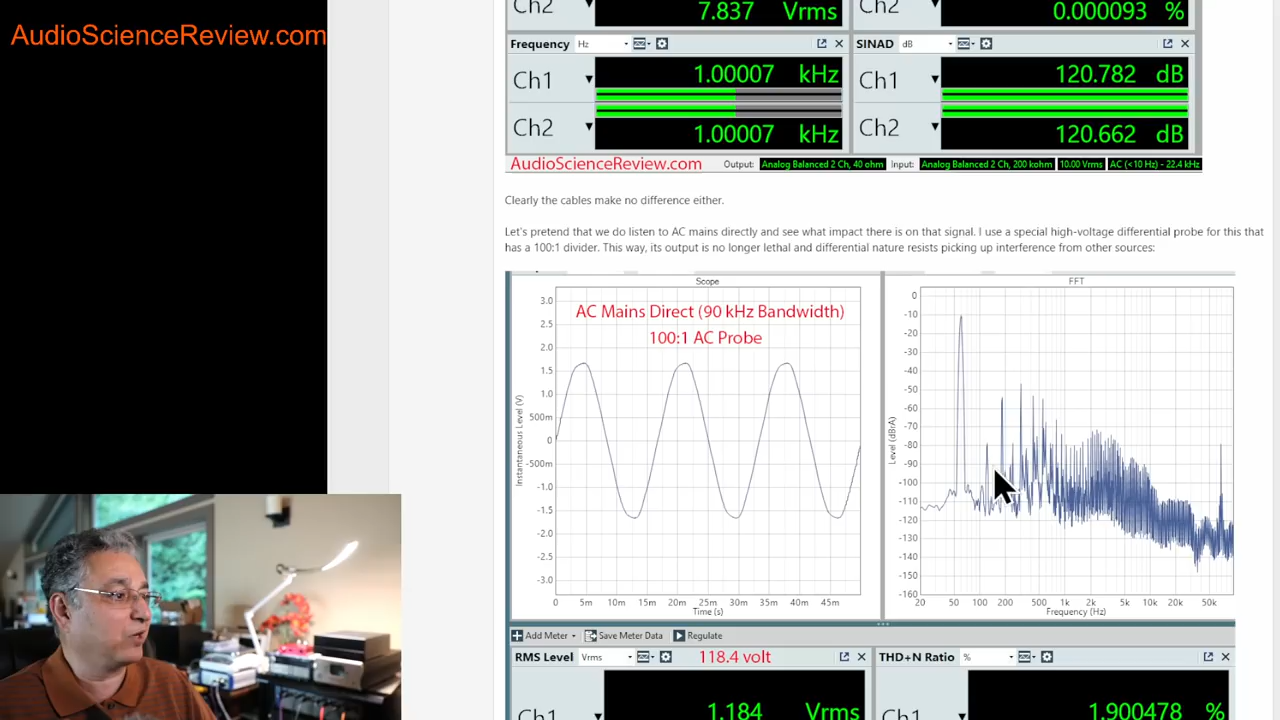 AudioScienceReview.com
Ch2 7.837 Vrms
Ch2 0.000093 %
Frequency Hz
SINAD dB
Ch1 1.00007 kHz
Ch2 1.00007 kHz
Ch1 120.782 dB
Ch2 120.662 dB
AudioScienceReview.com Output: Analog Balanced 2 Ch, 40 ohm Input: Analog Balanced 2 Ch, 200 kohm 10.00 Vrms AC (<10 Hz) - 22.4 kHz
Clearly the cables make no difference either.
Let's pretend that we do listen to AC mains directly and see what impact there is on that signal. I use a special high-voltage differential probe for this that
has a 100:1 divider. This way, its output is no longer lethal and differential nature resists picking up interference from other sources:
Scope
AC Mains Direct (90 kHz Bandwidth)
100:1 AC Probe
Instantaneous Level (V)
3.0
2.5
2.0
1.5
1.0
500m
0
-500m
-1.0
-1.5
-2.0
-2.5
-3.0
0 5m 10m 15m 20m 25m 30m 35m 40m 45m
Time (s)
FFT
Level (dBrA)
0
-10
-20
-30
-40
-50
-60
-70
-80
-90
-100
-110
-120
-130
-140
-150
-160
20 50 100 200 500 1k 2k 5k 10k 20k 50k
Frequency (Hz)
Add Meter Save Meter Data Regulate
RMS Level Vrms 118.4 volt
THD+N Ratio %
Ch1 1.184 Vrms
Ch1 1.900478 %